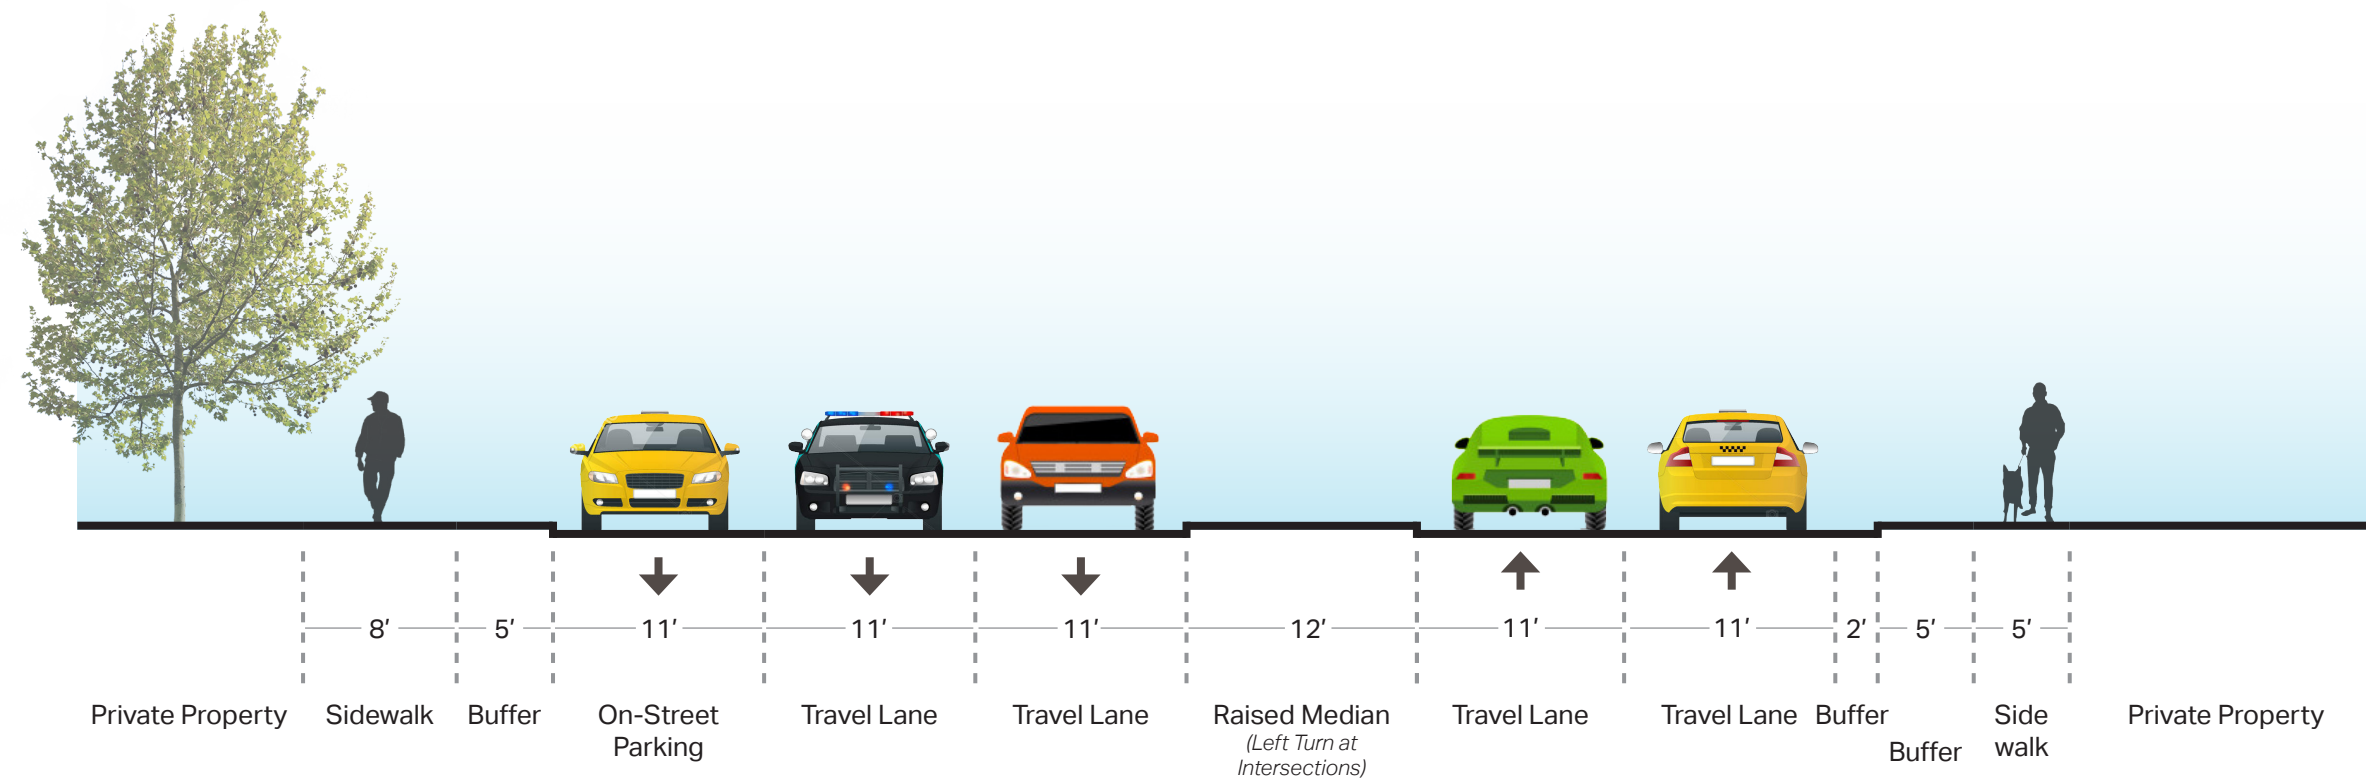 8′ 5′ 11′ 11′ 11′ 12′ 11′ 11′ 2′ 5′ 5′
Private Property Sidewalk Buffer On-Street Travel Lane Travel Lane Raised Median Travel Lane Travel Lane Buffer Side Private Property
Parking (Left Turn at Buffer walk
Intersections)